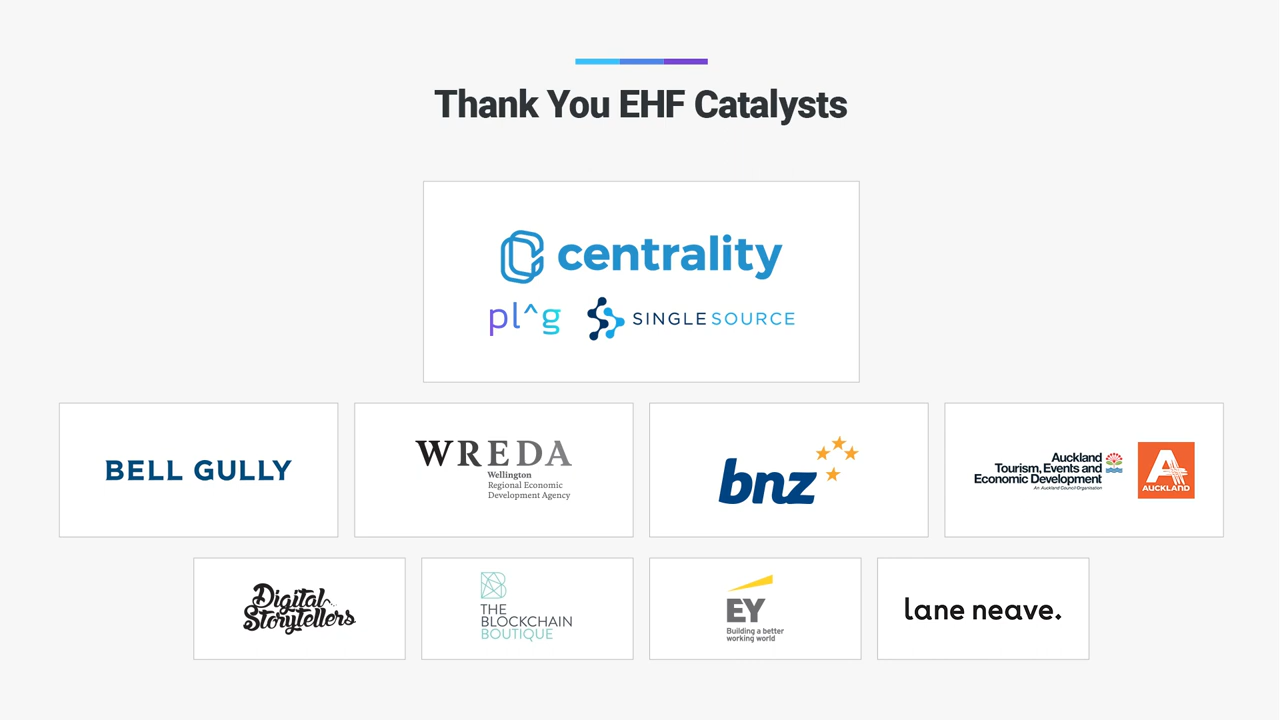 Thank You EHF Catalysts
centrality
pl^g
SINGLESOURCE
BELL GULLY
WREDA
Wellington
Regional Economic
Development Agency
bnz
Auckland
Tourism, Events and
Economic Development
An Auckland Council Organisation
AUCKLAND
Digital
Storytellers
THE
BLOCKCHAIN
BOUTIQUE
EY
Building a better
working world
lane neave.